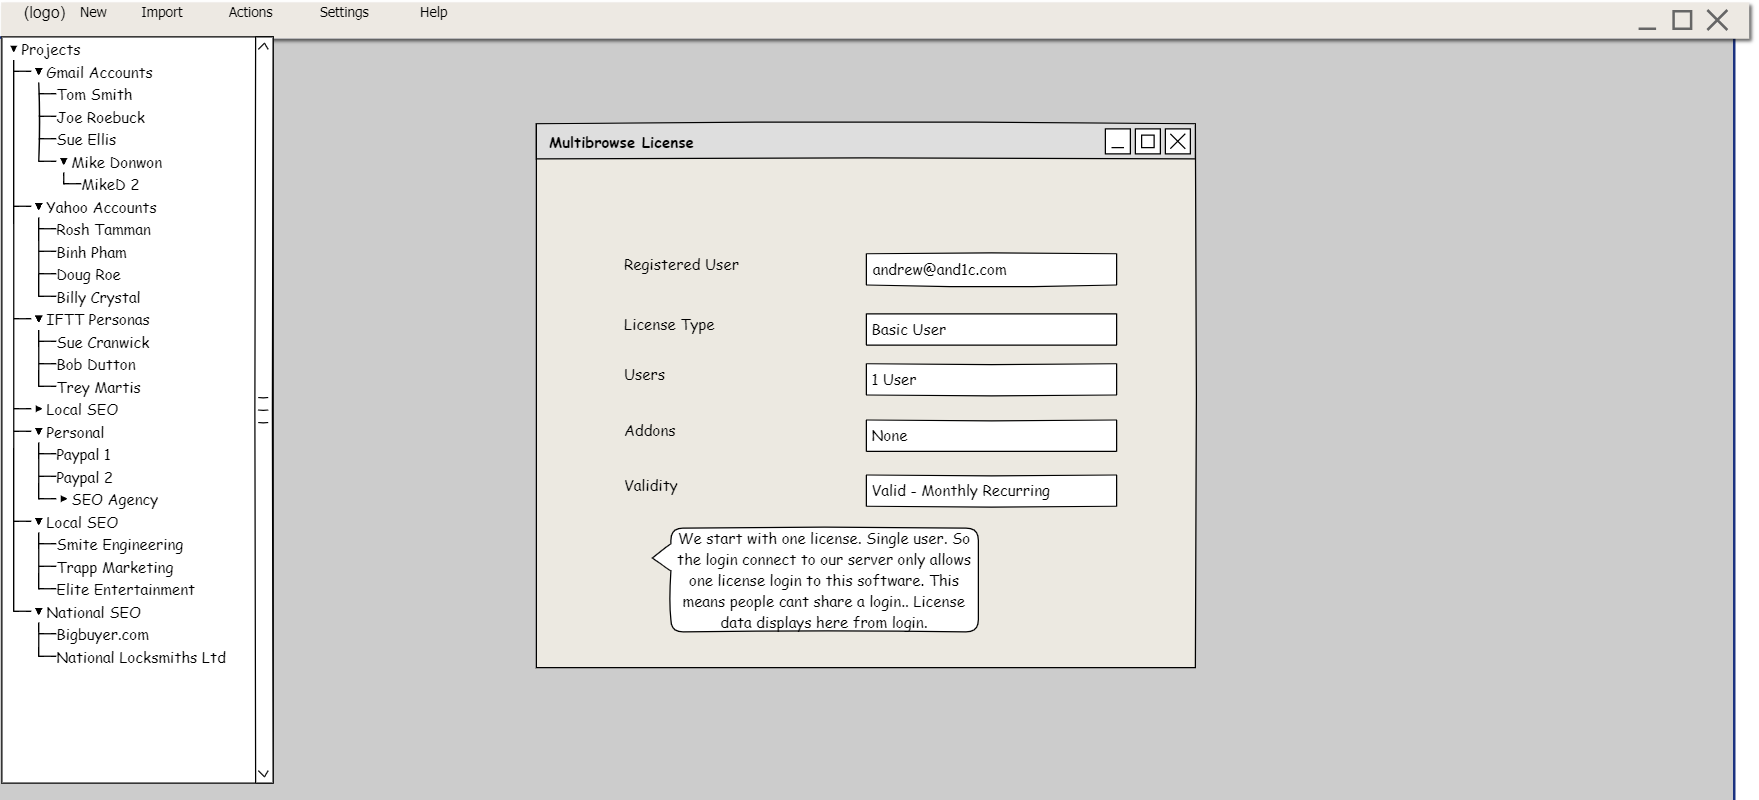 (logo) New Import Actions Settings Help
Projects
Gmail Accounts
Tom Smith
Joe Roebuck
Sue Ellis
Mike Donwon
MikeD 2
Yahoo Accounts
Rosh Tamman
Binh Pham
Doug Roe
Billy Crystal
IFTT Personas
Sue Cranwick
Bob Dutton
Trey Martis
Local SEO
Personal
Paypal 1
Paypal 2
SEO Agency
Local SEO
Smite Engineering
Trapp Marketing
Elite Entertainment
National SEO
Bigbuyer.com
National Locksmiths Ltd
Multibrowse License
Registered User andrew@and1c.com
License Type Basic User
Users 1 User
Addons None
Validity Valid - Monthly Recurring
We start with one license. Single user. So
the login connect to our server only allows
one license login to this software. This
means people cant share a login.. License
data displays here from login.